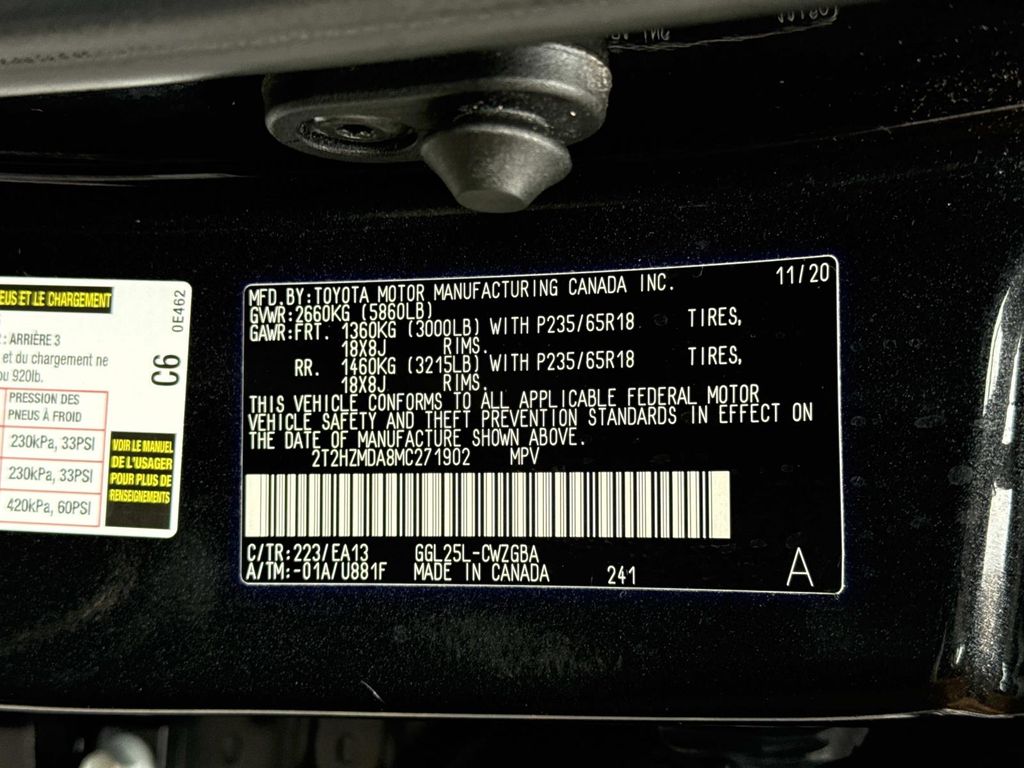 EUS ET LE CHARGEMENT
: ARRIÈRE 3
et du chargement ne
ou 920lb.
C6
0E462
PRESSION DES
PNEUS À FROID
230kPa, 33PSI
230kPa, 33PSI
420kPa, 60PSI
VOIR LE MANUEL
DE L'USAGER
POUR PLUS DE
RENSEIGNEMENTS
MFD.BY:TOYOTA MOTOR MANUFACTURING CANADA INC. 11/20
GVWR:2660KG (5860LB)
GAWR:FRT. 1360KG (3000LB) WITH P235/65R18 TIRES,
18X8J RIMS.
RR. 1460KG (3215LB) WITH P235/65R18 TIRES,
18X8J RIMS.
THIS VEHICLE CONFORMS TO ALL APPLICABLE FEDERAL MOTOR
VEHICLE SAFETY AND THEFT PREVENTION STANDARDS IN EFFECT ON
THE DATE OF MANUFACTURE SHOWN ABOVE.
2T2HZMDA8MC271902 MPV
C/TR:223/EA13 GGL25L-CWZGBA
A/TM:-01A/U881F MADE IN CANADA 241 A